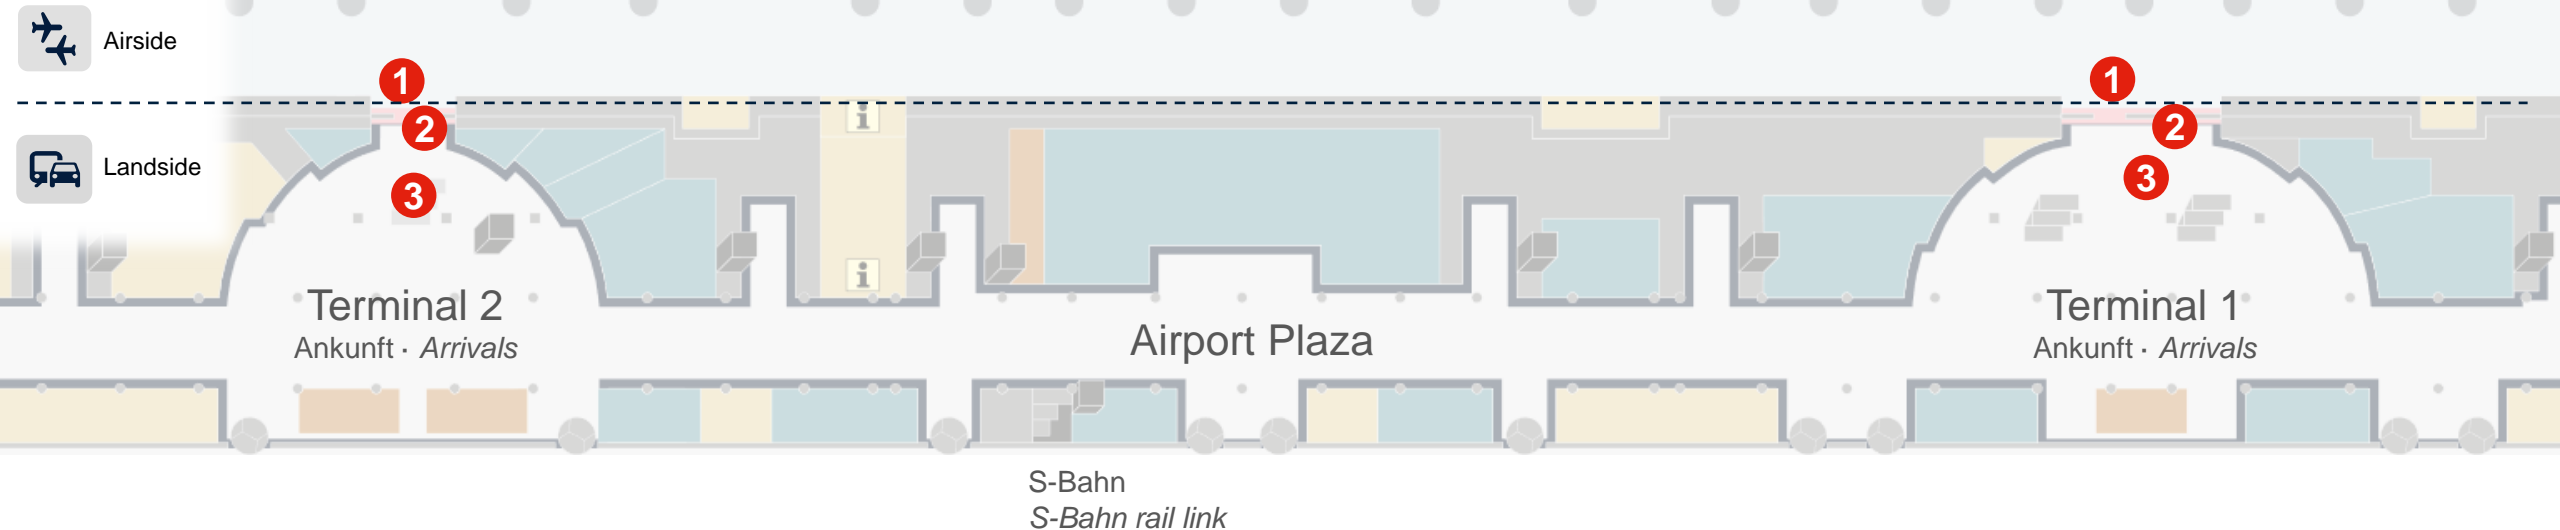 Airside
Landside
1
2
3
Terminal 2
Ankunft · Arrivals
i
i
Airport Plaza
S-Bahn
S-Bahn rail link
1
2
3
Terminal 1
Ankunft · Arrivals